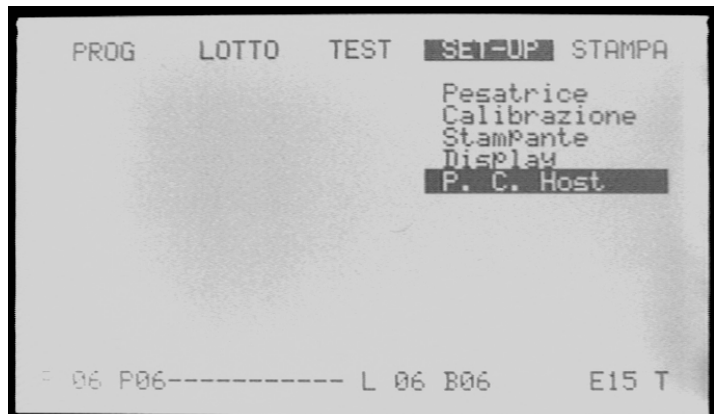 PROG LOTTO TEST SET-UP STAMPA
Pesatrice
Calibrazione
Stampante
Display
P. C. Host
06 P06----------- L 06 B06 E15 T